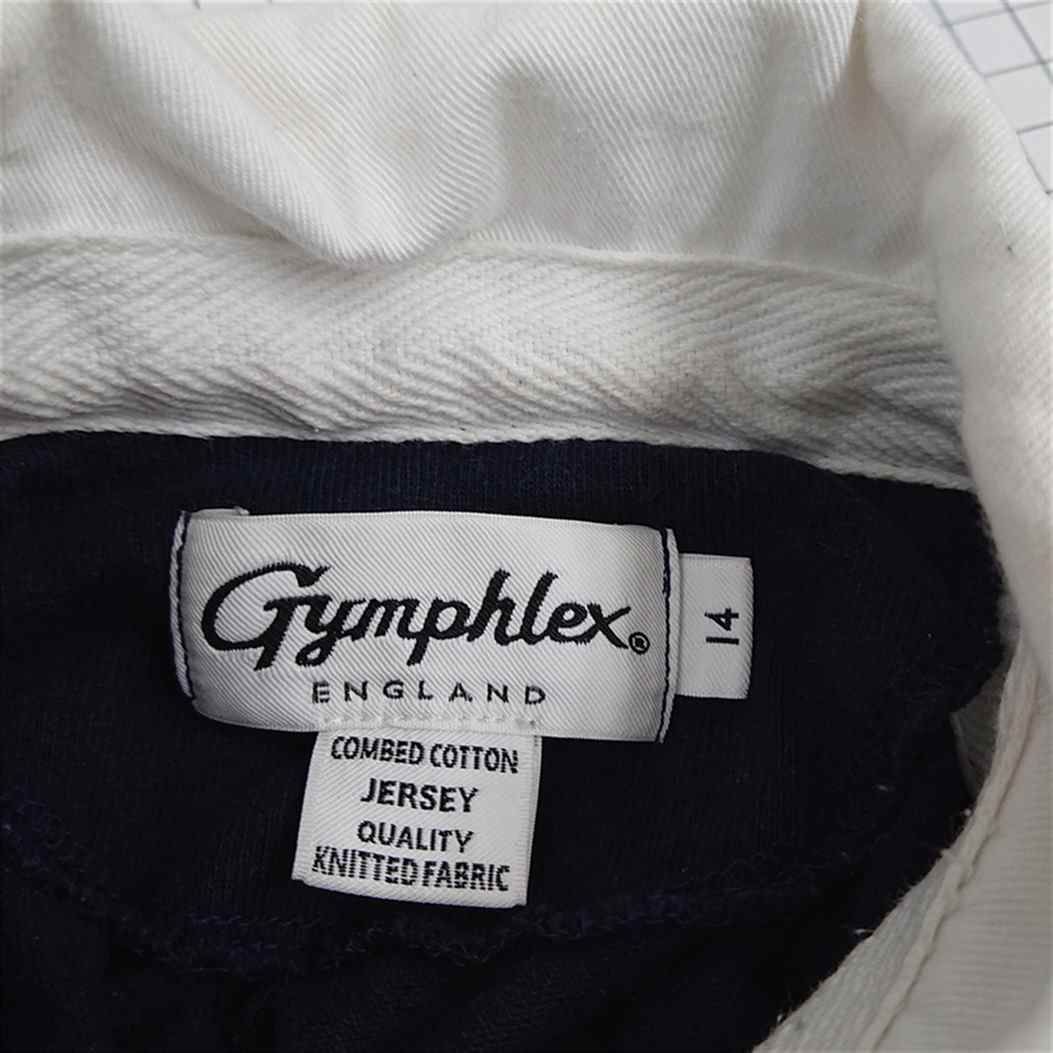 Gymphlex®
ENGLAND
14
COMBED COTTON
JERSEY
QUALITY
KNITTED FABRIC